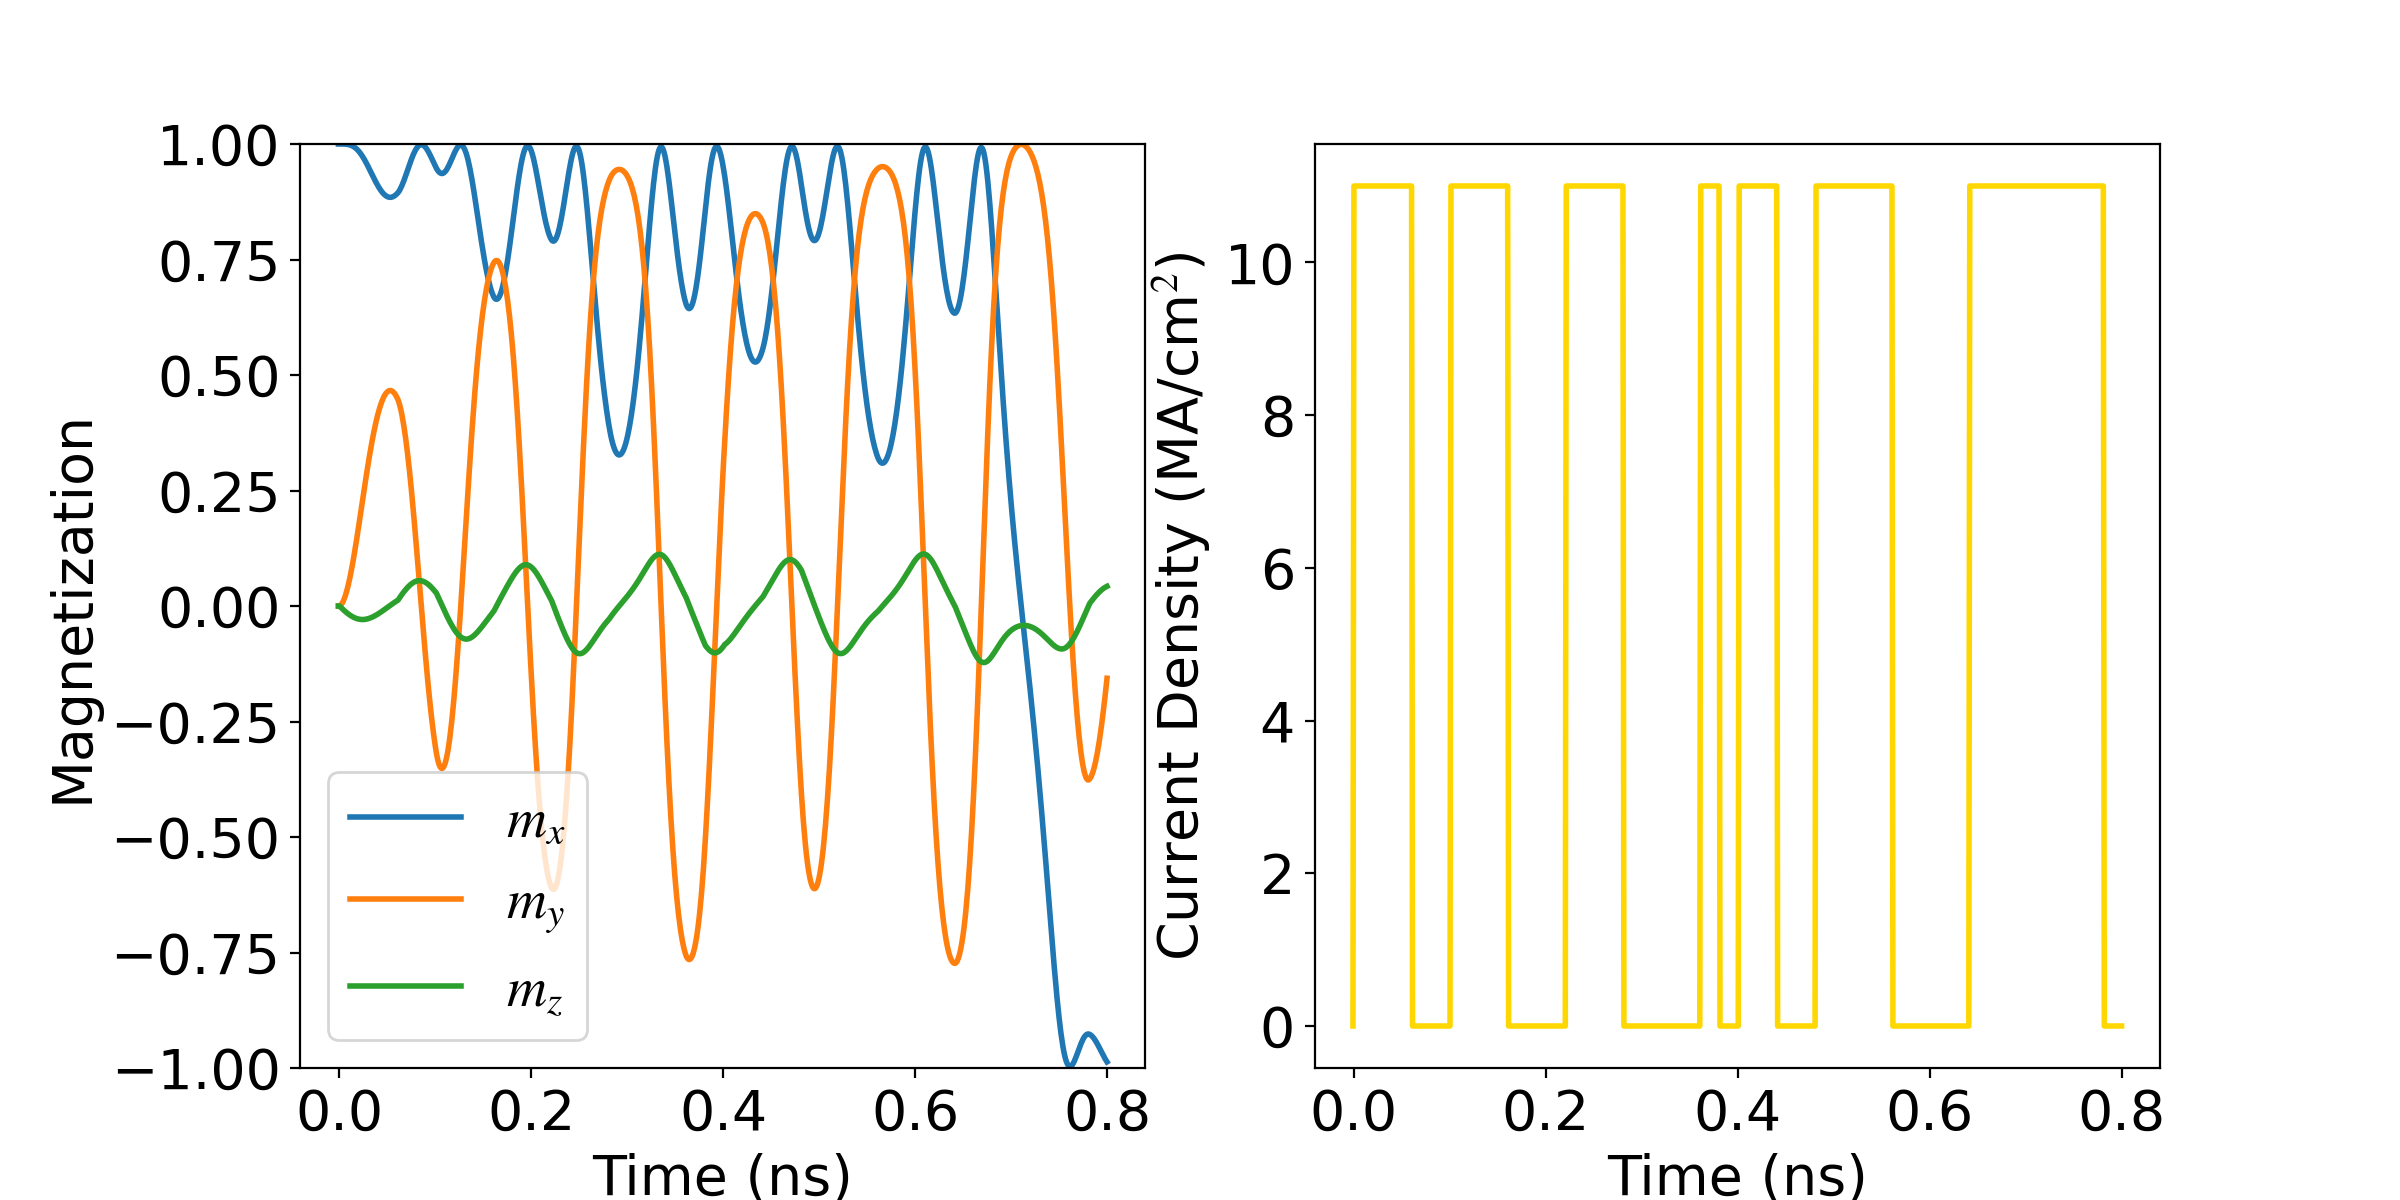 1.00
0.75
0.50
0.25
0.00
−0.25
−0.50
−0.75
−1.00
Magnetization
0.0 0.2 0.4 0.6 0.8
Time (ns)
m_x
m_y
m_z
10
8
6
4
2
0
Current Density (MA/cm²)
0.0 0.2 0.4 0.6 0.8
Time (ns)